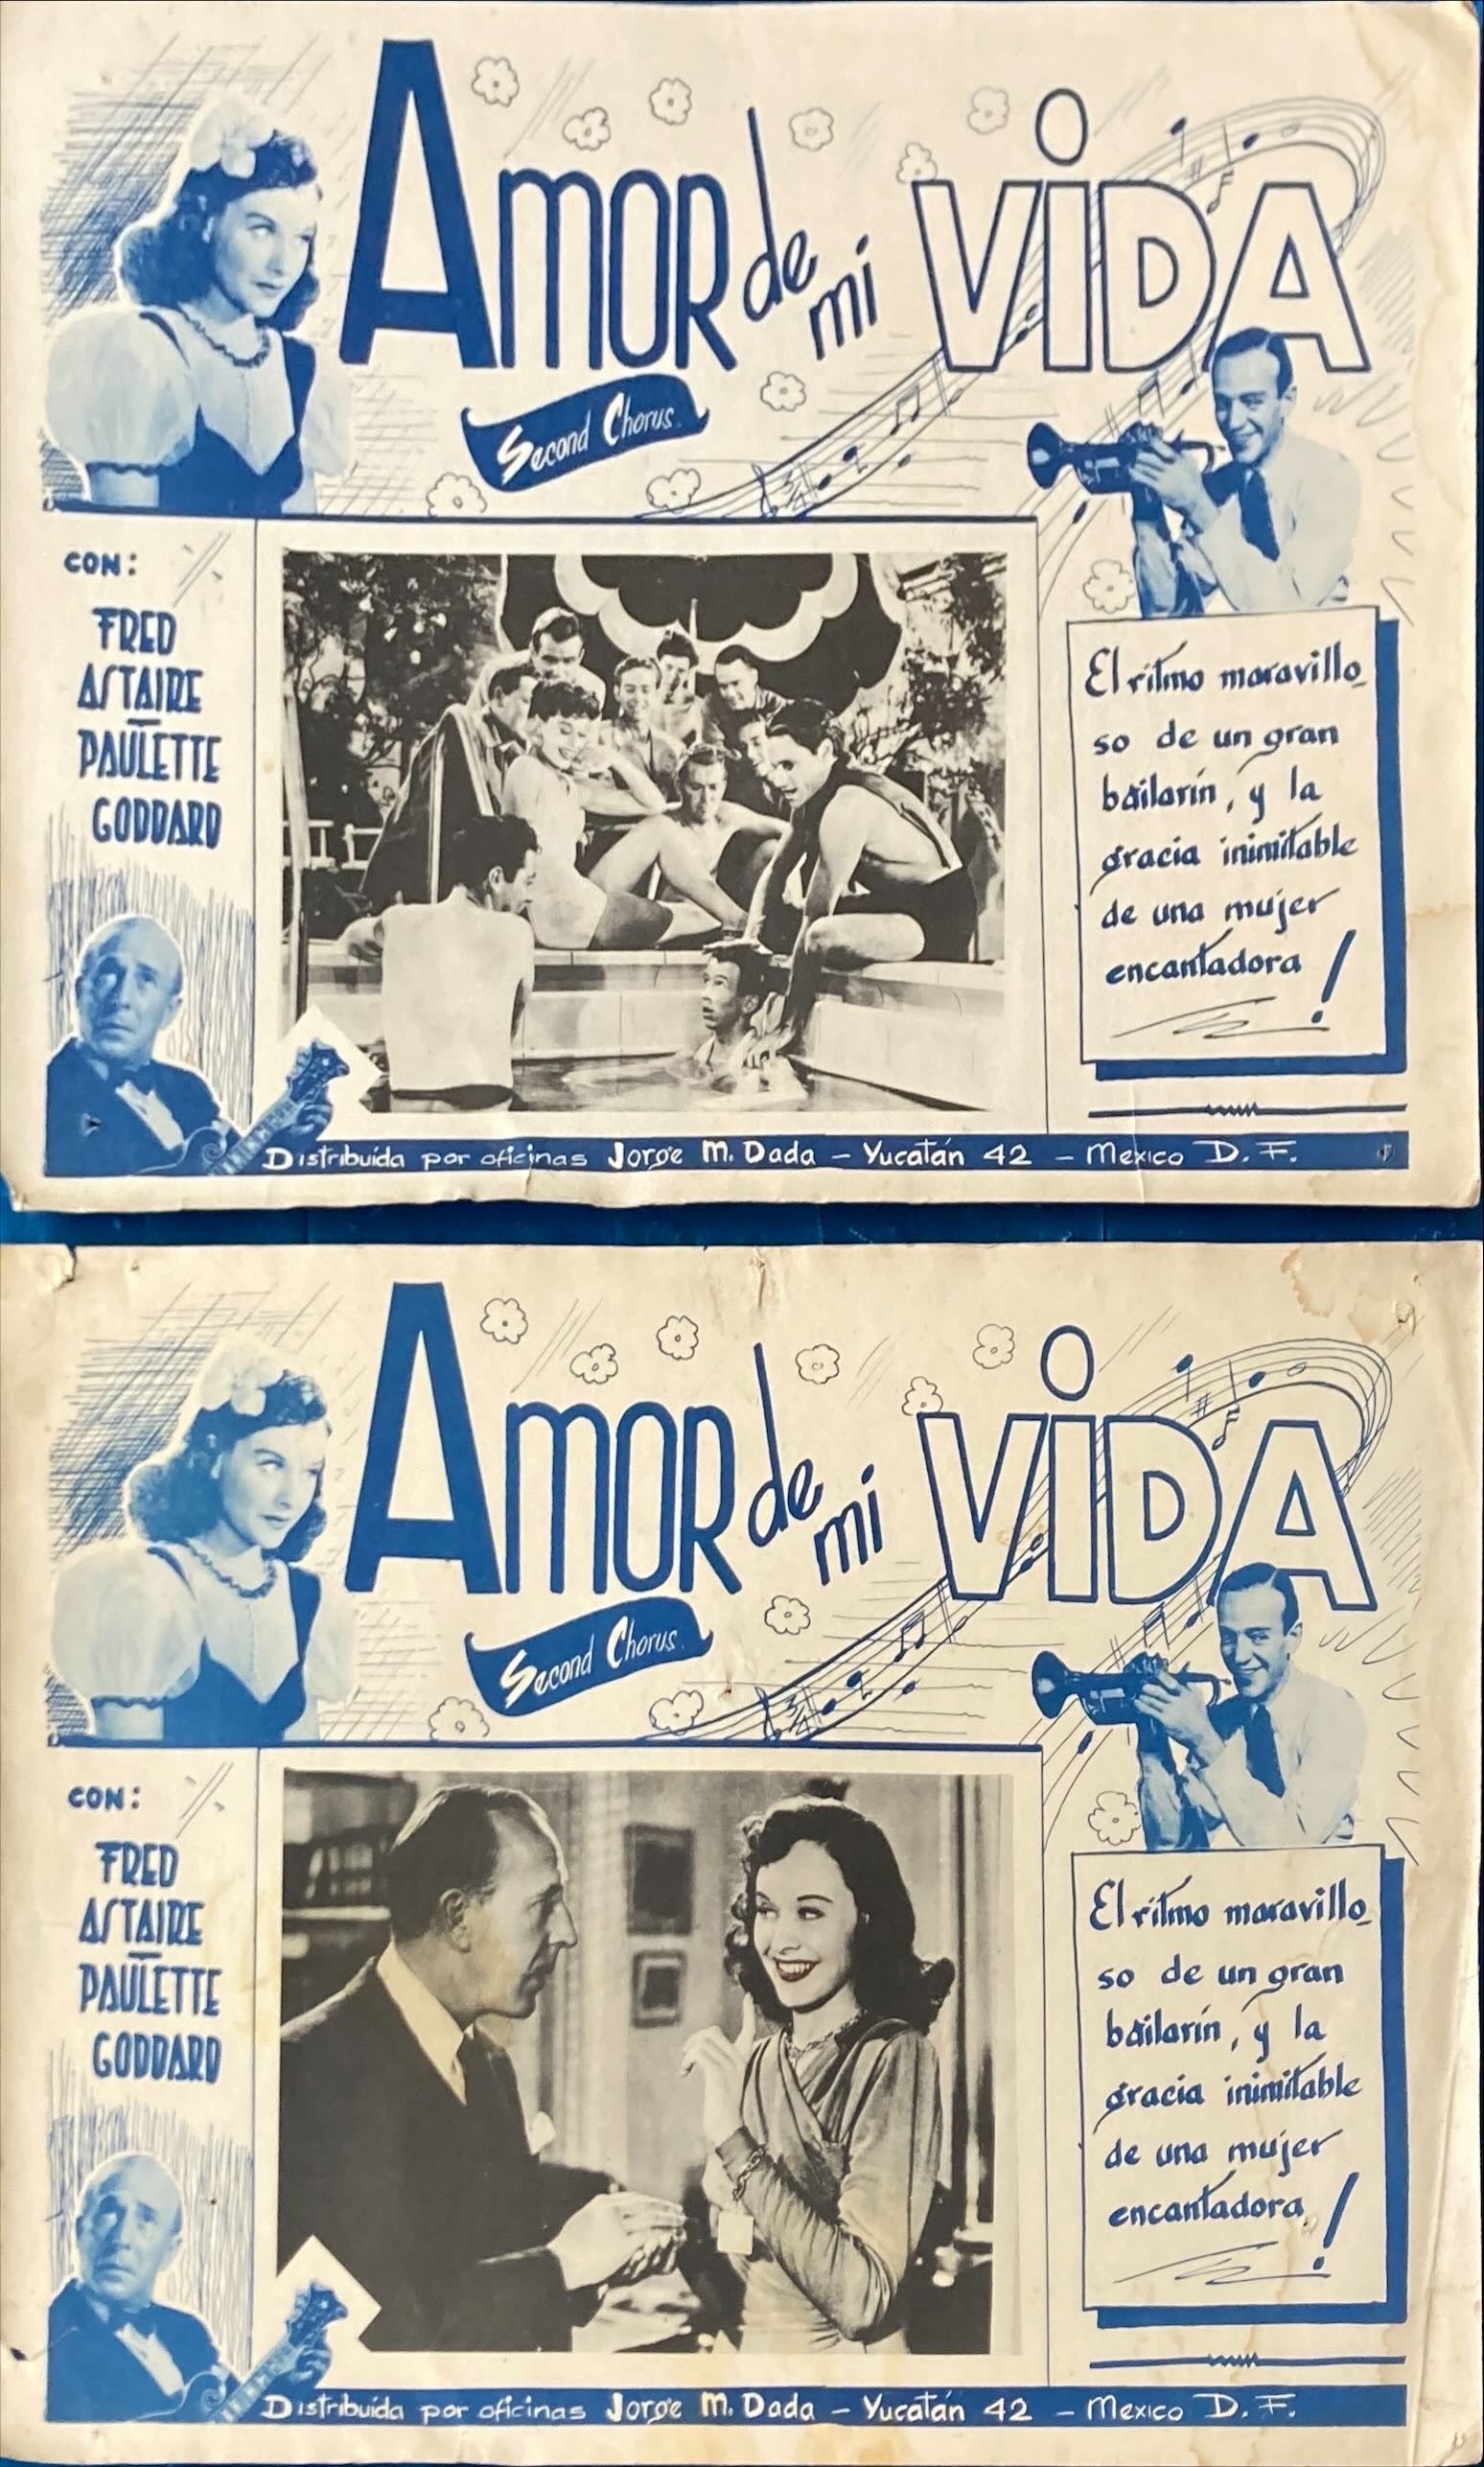 Amor de mi Vida
Second Chorus
CON:
FRED
ASTAIRE
PAULETTE
GODDARD
El ritmo maravillo-
so de un gran
bailarín, y la
gracia inimitable
de una mujer
encantadora!
Distribuída por oficinas Jorge M. Dada - Yucatán 42 - Mexico D. F.
Amor de mi Vida
Second Chorus
CON:
FRED
ASTAIRE
PAULETTE
GODDARD
El ritmo maravillo-
so de un gran
bailarín, y la
gracia inimitable
de una mujer
encantadora!
Distribuída por oficinas Jorge M. Dada - Yucatán 42 - Mexico D. F.